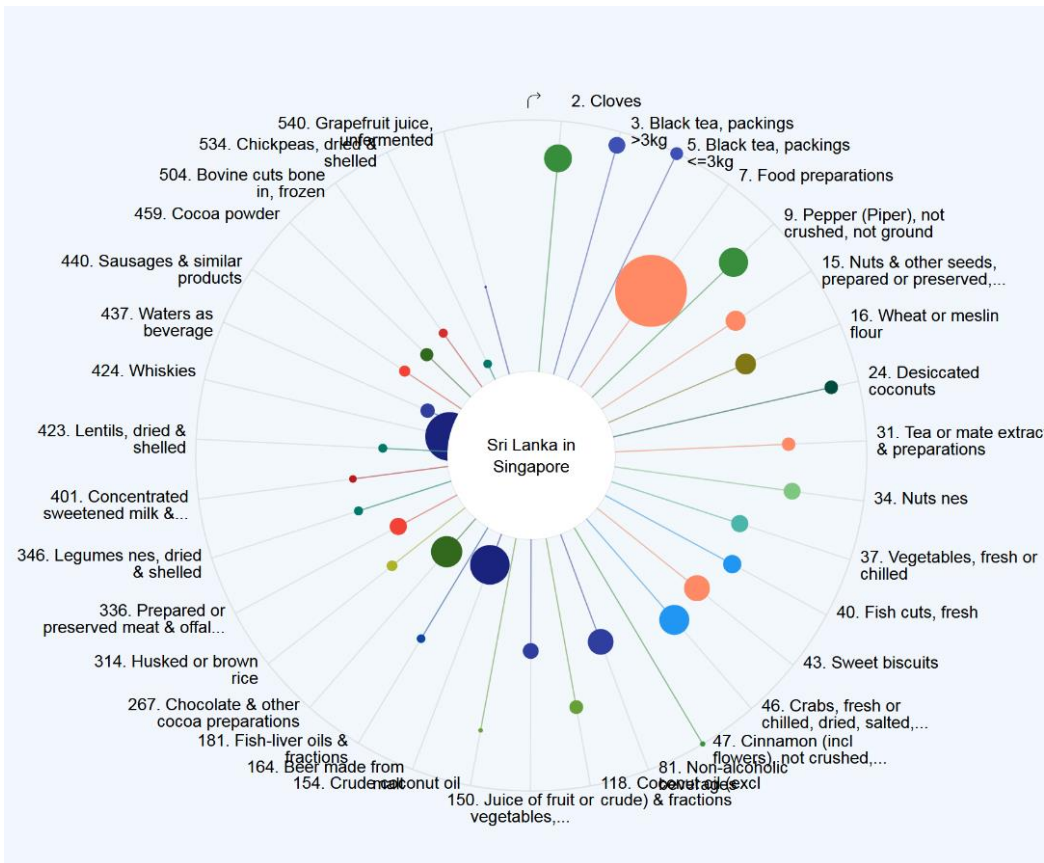 2. Cloves
3. Black tea, packings
>3kg
5. Black tea, packings
<=3kg
7. Food preparations
9. Pepper (Piper), not
crushed, not ground
15. Nuts & other seeds,
prepared or preserved,...
16. Wheat or meslin
flour
24. Desiccated
coconuts
31. Tea or mate extract
& preparations
34. Nuts nes
37. Vegetables, fresh or
chilled
40. Fish cuts, fresh
43. Sweet biscuits
46. Crabs, fresh or
chilled, dried, salted,...
47. Cinnamon (incl
flowers), not crushed,...
81. Non-alcoholic
beverages
118. Coconut oil (excl
crude) & fractions
150. Juice of fruit or
vegetables,...
154. Crude coconut oil
164. Beer made from
malt
181. Fish-liver oils &
fractions
267. Chocolate & other
cocoa preparations
314. Husked or brown
rice
336. Prepared or
preserved meat & offal...
346. Legumes nes, dried
& shelled
401. Concentrated
sweetened milk &...
423. Lentils, dried &
shelled
424. Whiskies
437. Waters as
beverage
440. Sausages & similar
products
459. Cocoa powder
504. Bovine cuts bone
in, frozen
534. Chickpeas, dried &
shelled
540. Grapefruit juice,
unfermented
Sri Lanka in
Singapore